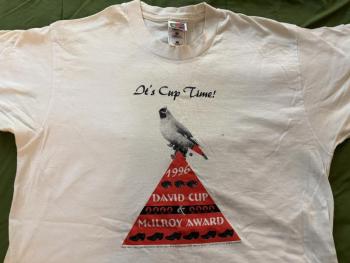 It's Cup Time!
1996
DAVID CUP
&
McILROY AWARD